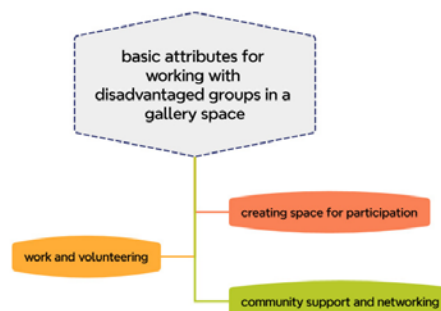 basic attributes for
working with
disadvantaged groups in a
gallery space
creating space for participation
work and volunteering
community support and networking